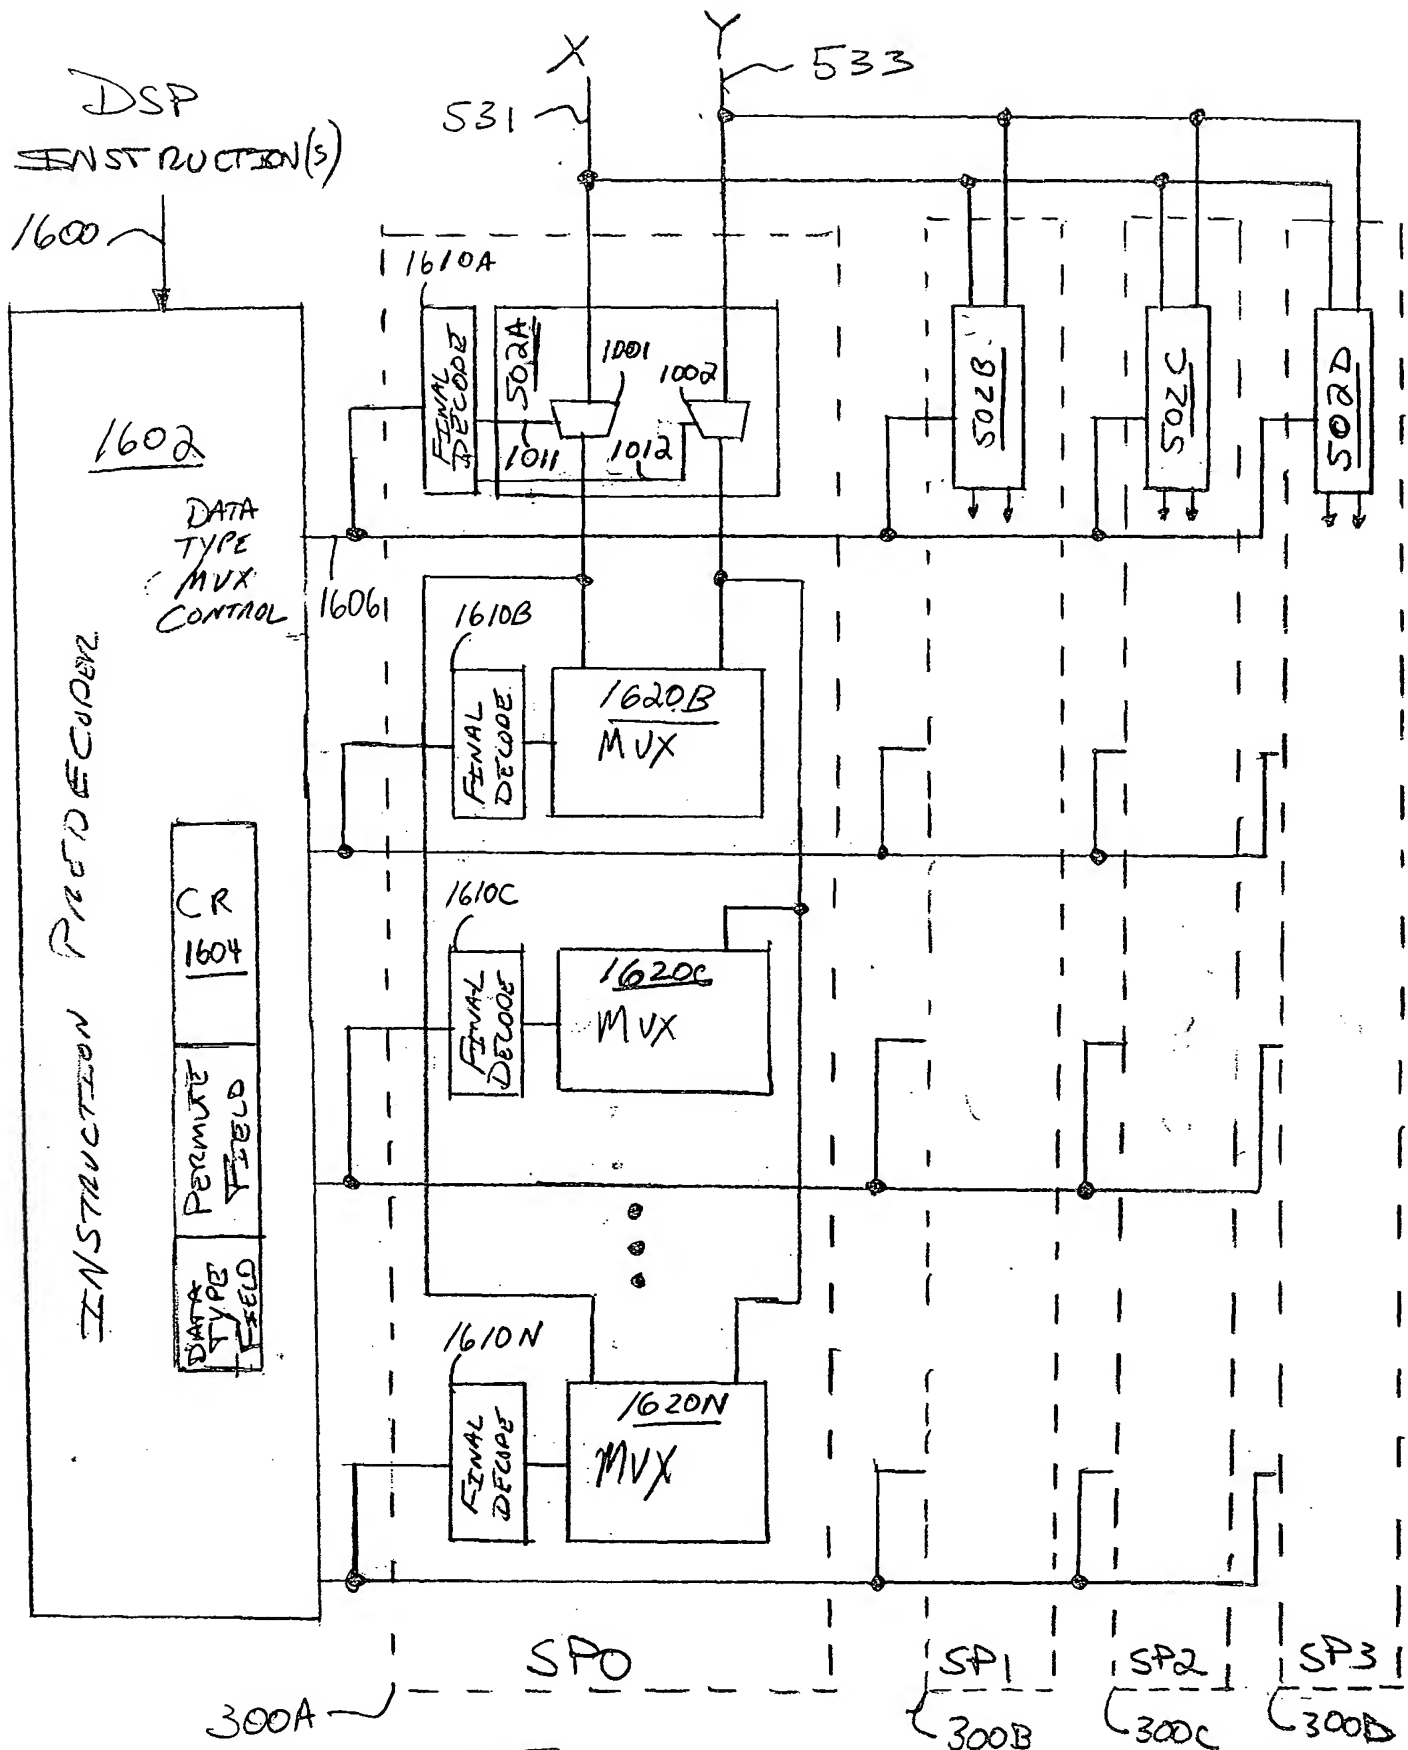 X
Y
533
531
DSP
INSTRUCTION(S)
1600
1610A
FINAL
DECODE
502A
1001
1002
1011
1012
502B
502C
502D
1602
DATA
TYPE
MUX
CONTROL
1606
INSTRUCTION PREDECODER
1610B
FINAL
DECODE
1620B
MUX
CR
1604
PERMUTE
FIELD
DATA
TYPE
FIELD
1610C
FINAL
DECODE
1620C
MUX
1610N
FINAL
DECODE
1620N
MUX
SP0
SP1
SP2
SP3
300A
300B
300C
300D